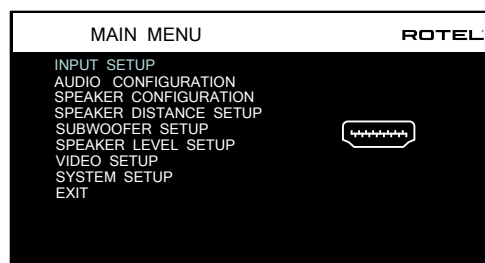 MAIN MENU
ROTEL
INPUT SETUP
AUDIO CONFIGURATION
SPEAKER CONFIGURATION
SPEAKER DISTANCE SETUP
SUBWOOFER SETUP
SPEAKER LEVEL SETUP
VIDEO SETUP
SYSTEM SETUP
EXIT